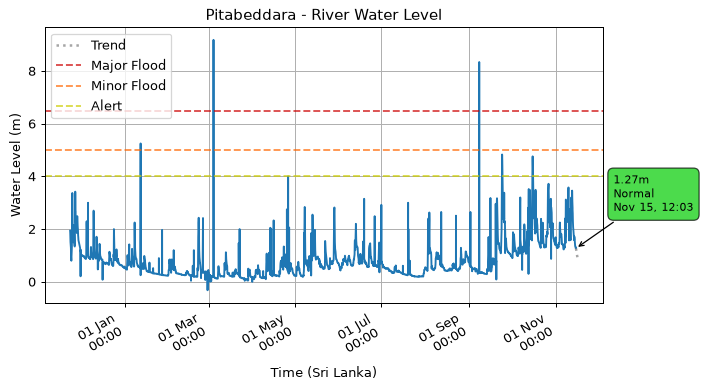 Pitabeddara - River Water Level
Trend
Major Flood
Minor Flood
Alert
Water Level (m)
8
6
4
2
0
1.27m
Normal
Nov 15, 12:03
01 Jan
00:00
01 Mar
00:00
01 May
00:00
01 Jul
00:00
01 Sep
00:00
01 Nov
00:00
Time (Sri Lanka)